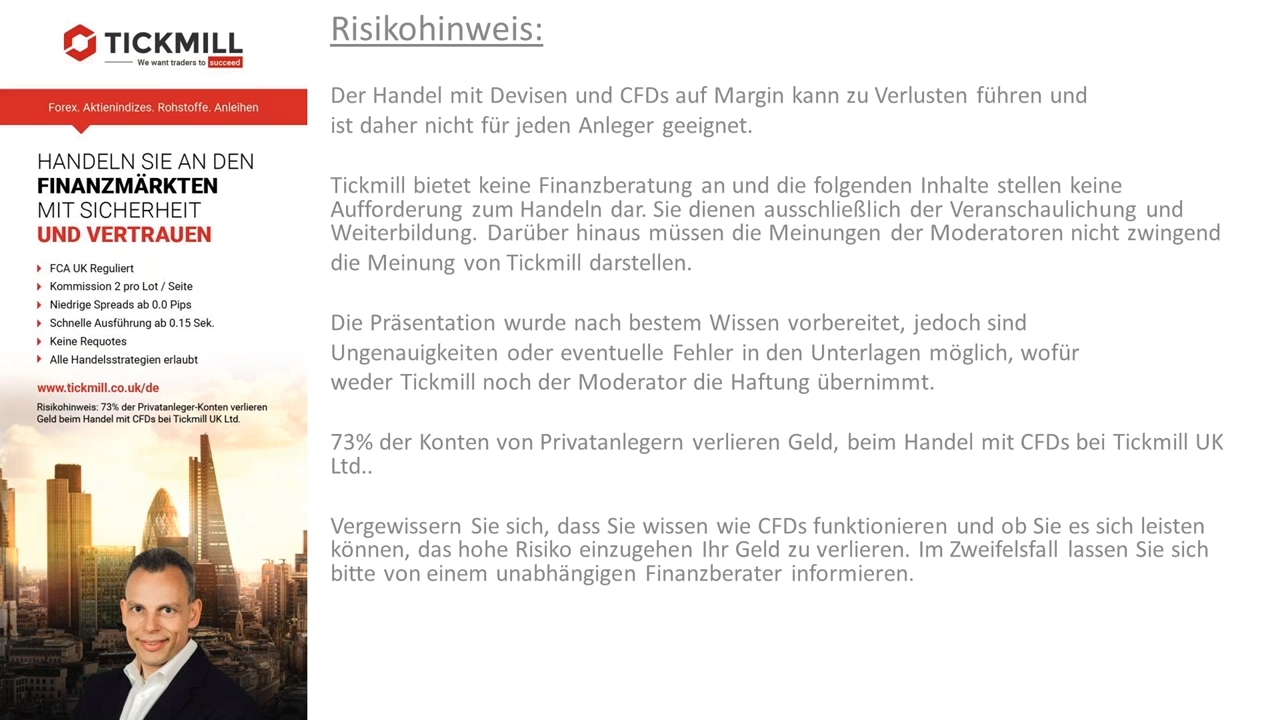 TICKMILL
We want traders to succeed
Forex. Aktienindizes. Rohstoffe. Anleihen
HANDELN SIE AN DEN
FINANZMÄRKTEN
MIT SICHERHEIT
UND VERTRAUEN
FCA UK Reguliert
Kommission 2 pro Lot / Seite
Niedrige Spreads ab 0.0 Pips
Schnelle Ausführung ab 0.15 Sek.
Keine Requotes
Alle Handelsstrategien erlaubt
www.tickmill.co.uk/de
Risikohinweis: 73% der Privatanleger-Konten verlieren
Geld beim Handel mit CFDs bei Tickmill UK Ltd.
Risikohinweis:
Der Handel mit Devisen und CFDs auf Margin kann zu Verlusten führen und
ist daher nicht für jeden Anleger geeignet.
Tickmill bietet keine Finanzberatung an und die folgenden Inhalte stellen keine
Aufforderung zum Handeln dar. Sie dienen ausschließlich der Veranschaulichung und
Weiterbildung. Darüber hinaus müssen die Meinungen der Moderatoren nicht zwingend
die Meinung von Tickmill darstellen.
Die Präsentation wurde nach bestem Wissen vorbereitet, jedoch sind
Ungenauigkeiten oder eventuelle Fehler in den Unterlagen möglich, wofür
weder Tickmill noch der Moderator die Haftung übernimmt.
73% der Konten von Privatanlegern verlieren Geld, beim Handel mit CFDs bei Tickmill UK
Ltd..
Vergewissern Sie sich, dass Sie wissen wie CFDs funktionieren und ob Sie es sich leisten
können, das hohe Risiko einzugehen Ihr Geld zu verlieren. Im Zweifelsfall lassen Sie sich
bitte von einem unabhängigen Finanzberater informieren.